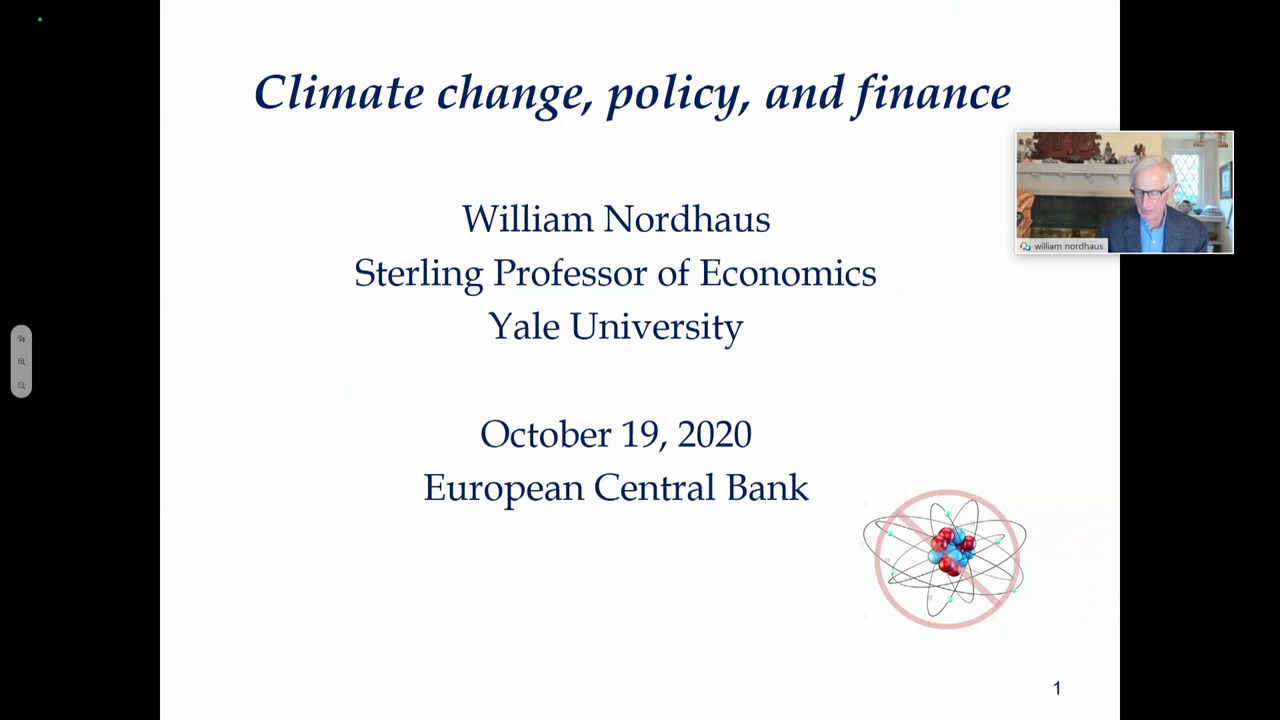 Climate change, policy, and finance
William Nordhaus
Sterling Professor of Economics
Yale University
October 19, 2020
European Central Bank
william nordhaus
1